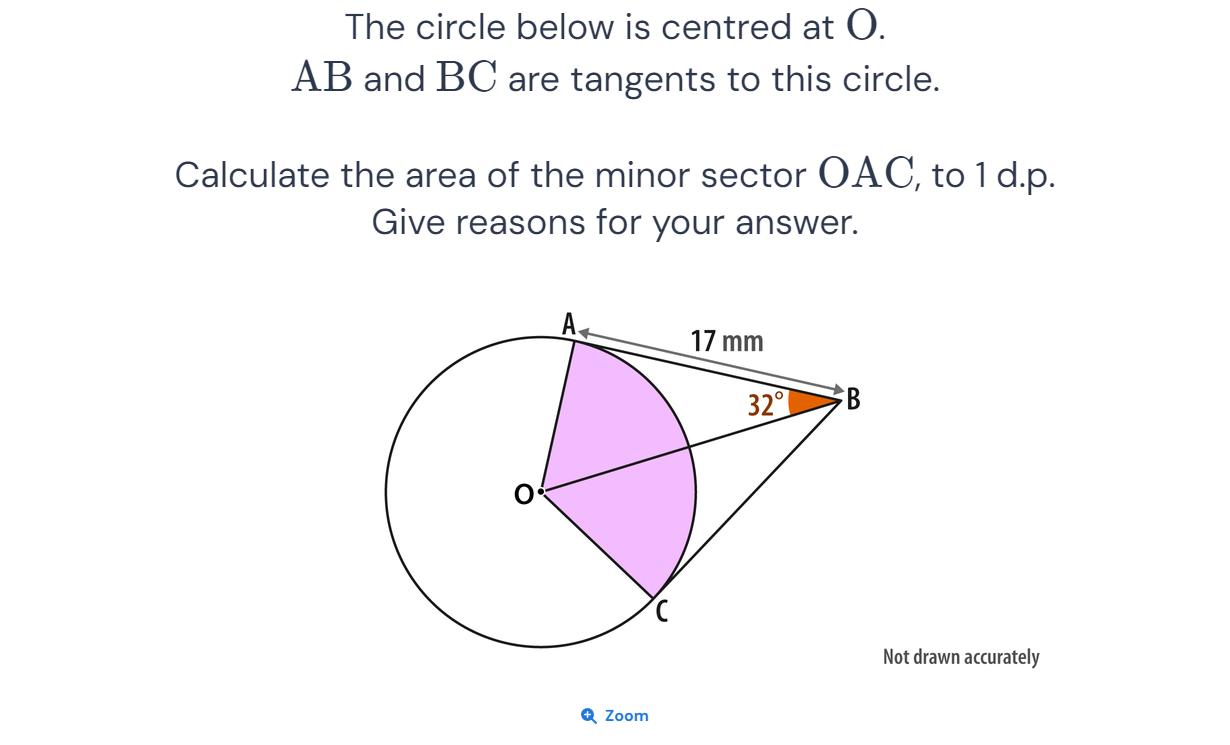 The circle below is centred at O.
AB and BC are tangents to this circle.
Calculate the area of the minor sector OAC, to 1 d.p.
Give reasons for your answer.
A
17 mm
32°
B
O
C
Not drawn accurately
Zoom